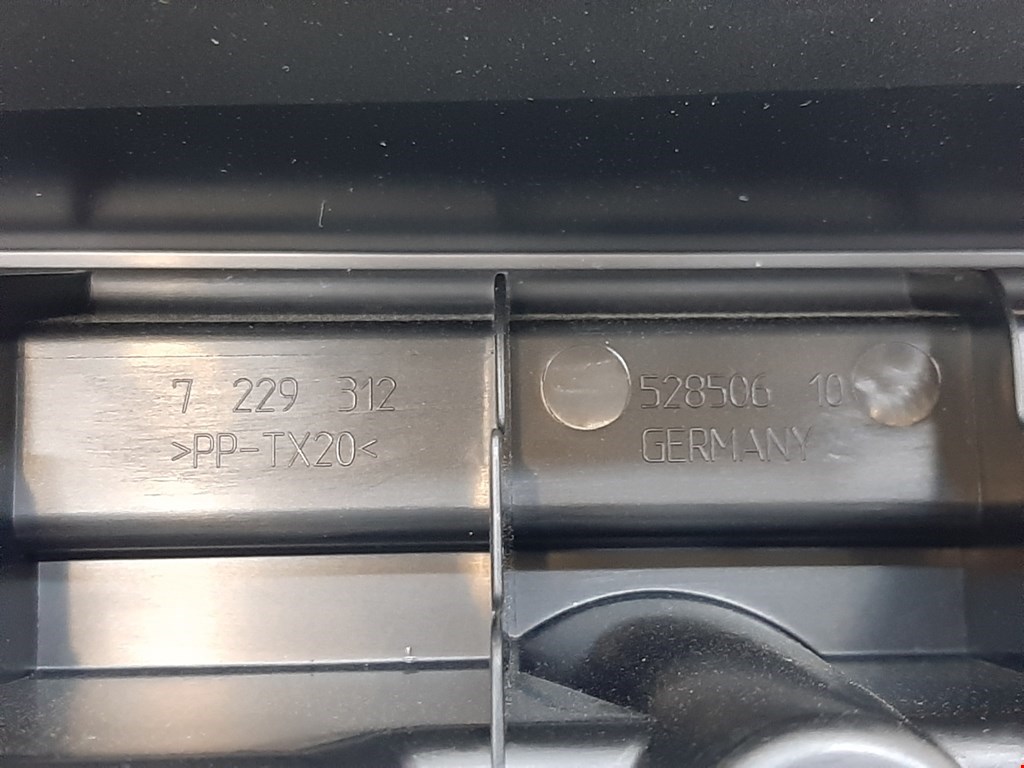 7 229 312
>PP-TX20<
528506 10
GERMANY